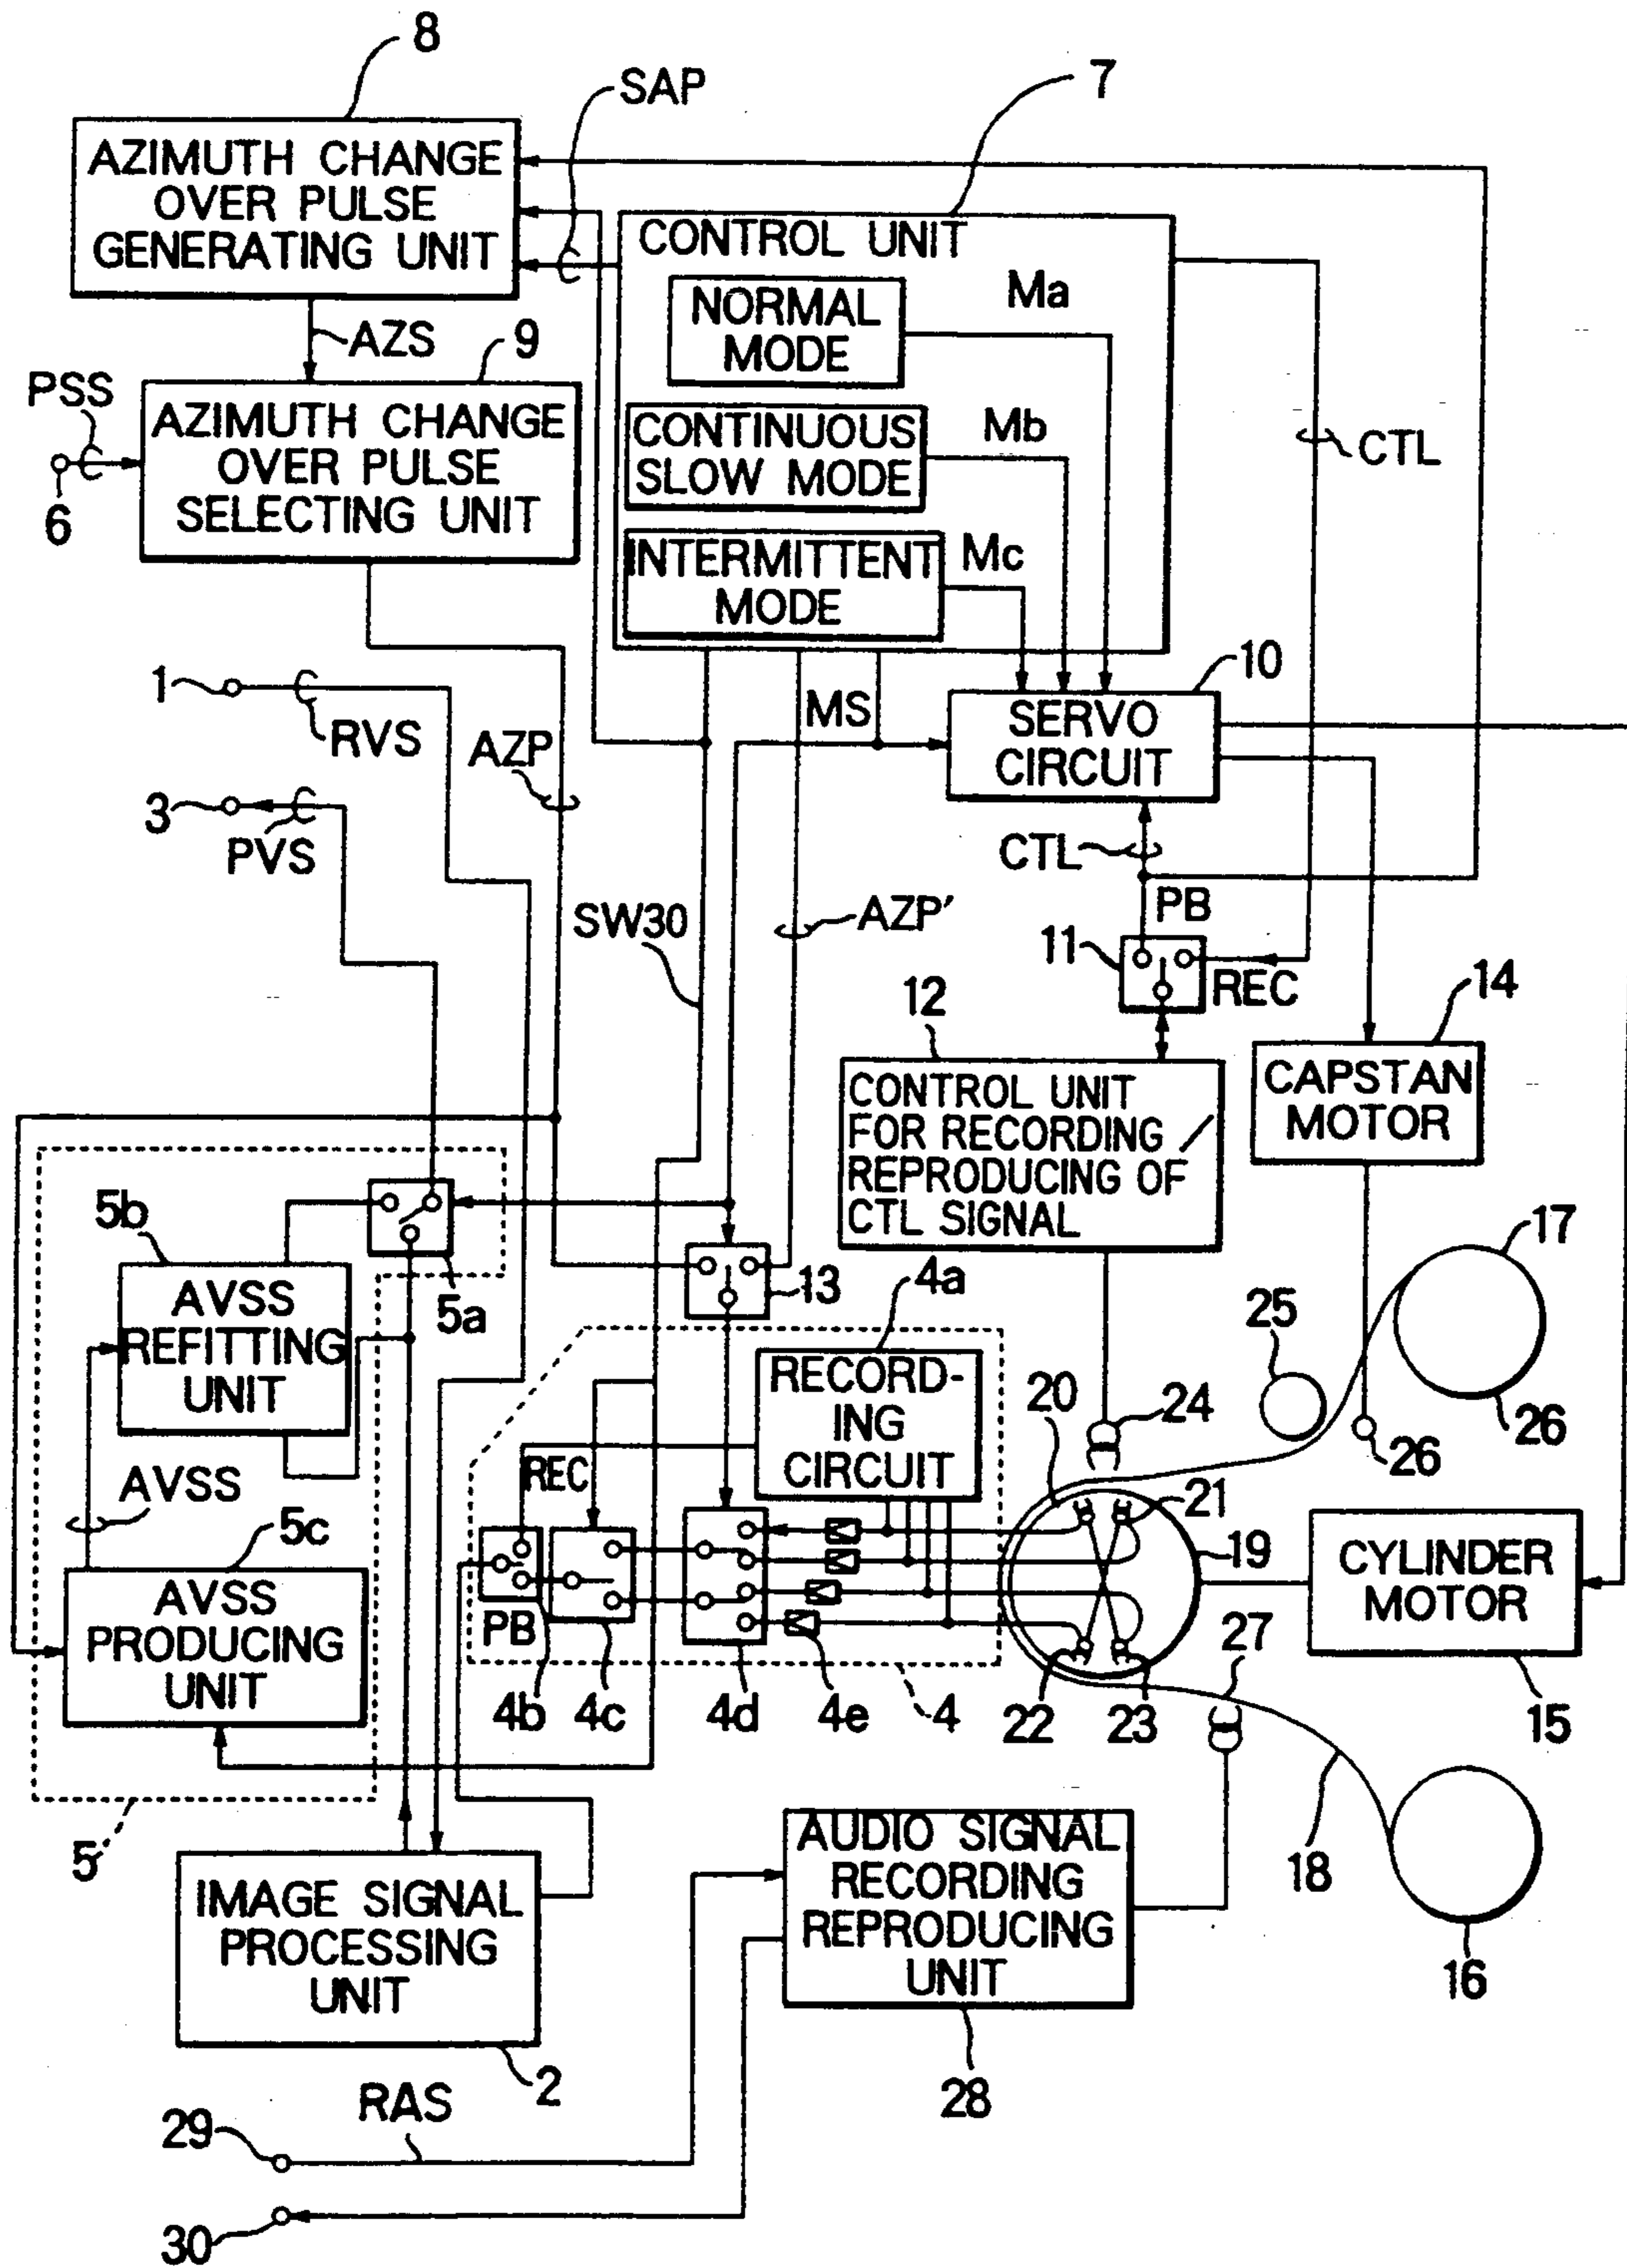 8
SAP
7
AZIMUTH CHANGE
OVER PULSE
GENERATING UNIT
CONTROL UNIT
NORMAL
MODE
Ma
AZS
9
PSS
6
AZIMUTH CHANGE
OVER PULSE
SELECTING UNIT
CONTINUOUS
SLOW MODE
Mb
CTL
INTERMITTENT
MODE
Mc
1
RVS
AZP
MS
10
SERVO
CIRCUIT
3
PVS
CTL
SW30
AZP'
PB
11
REC
12
14
CONTROL UNIT
FOR RECORDING /
REPRODUCING OF
CTL SIGNAL
CAPSTAN
MOTOR
5b
5a
13
4a
17
AVSS
REFITTING
UNIT
RECORD-
ING
CIRCUIT
25
20
24
26
26
REC
AVSS
5c
21
19
AVSS
PRODUCING
UNIT
CYLINDER
MOTOR
PB
4b
4c
4d
4e
4
22
23
27
15
5
IMAGE SIGNAL
PROCESSING
UNIT
AUDIO SIGNAL
RECORDING
REPRODUCING
UNIT
18
16
2
28
RAS
29
30